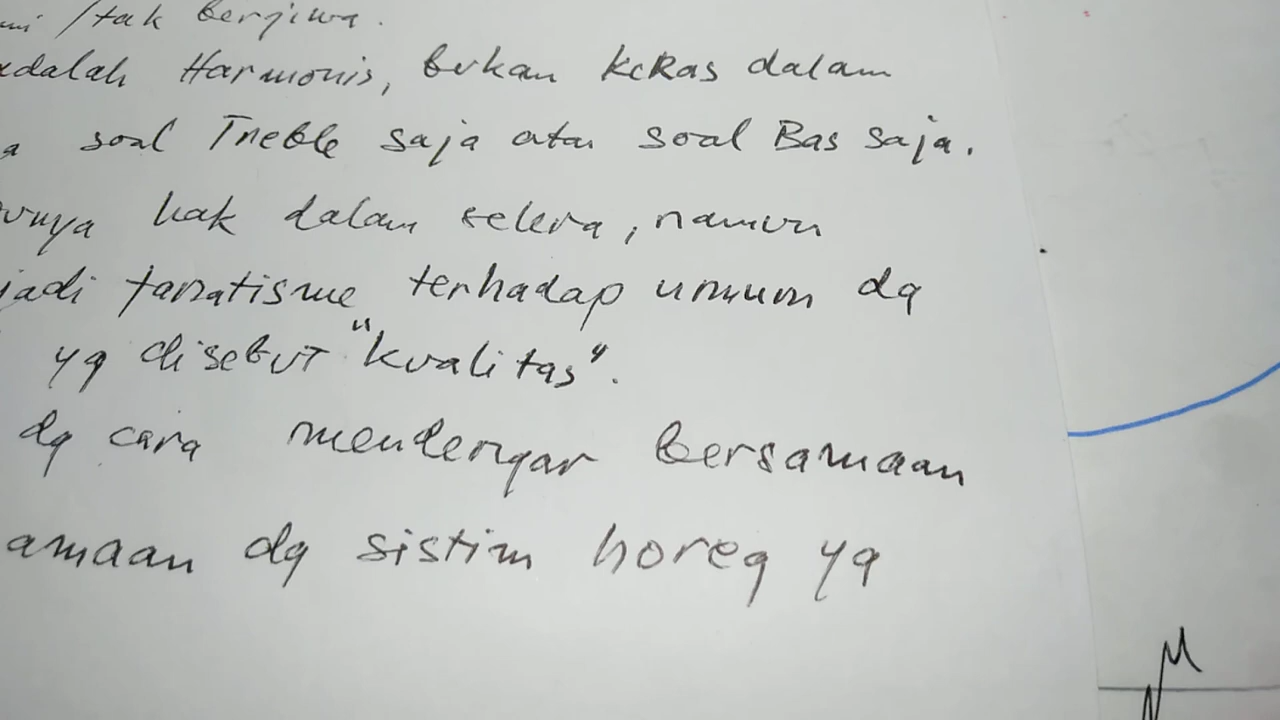 /tak berjiwa.
adalah Harmonis, bukan keRas dalam
soal Treble saja atau soal Bas saja.
hak dalam selera, namun
jadi fanatisme terhadap umum dg
yg disebut "kualitas".
dg cara mendengar bersamaan
amaan dg sistim horeg yg